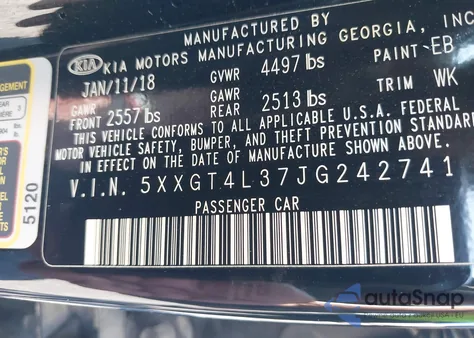 MANUFACTURED BY
KIA KIA MOTORS MANUFACTURING GEORGIA, INC
JAN/11/18 GVWR 4497 lbs PAINT EB
GAWR FRONT 2557 lbs GAWR REAR 2513 lbs TRIM WK
THIS VEHICLE CONFORMS TO ALL APPLICABLE U.S.A. FEDERAL
MOTOR VEHICLE SAFETY, BUMPER, AND THEFT PREVENTION STANDAR
IN EFFECT ON THE DATE OF MANUFACTURE SHOWN ABOVE.
V.I.N. 5XXGT4L37JG242741
PASSENGER CAR
5120
autoSnap